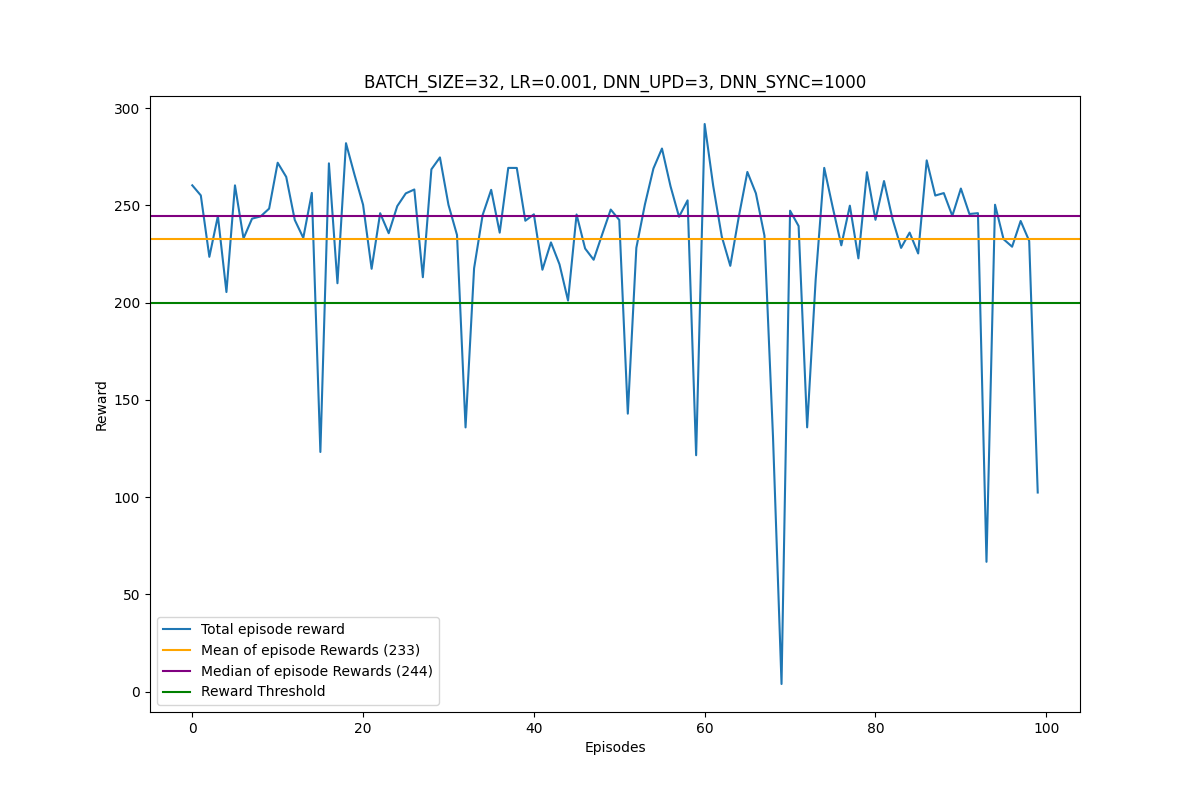 BATCH_SIZE=32, LR=0.001, DNN_UPD=3, DNN_SYNC=1000
300
250
200
150
100
50
0
Reward
Total episode reward
Mean of episode Rewards (233)
Median of episode Rewards (244)
Reward Threshold
0 20 40 60 80 100
Episodes